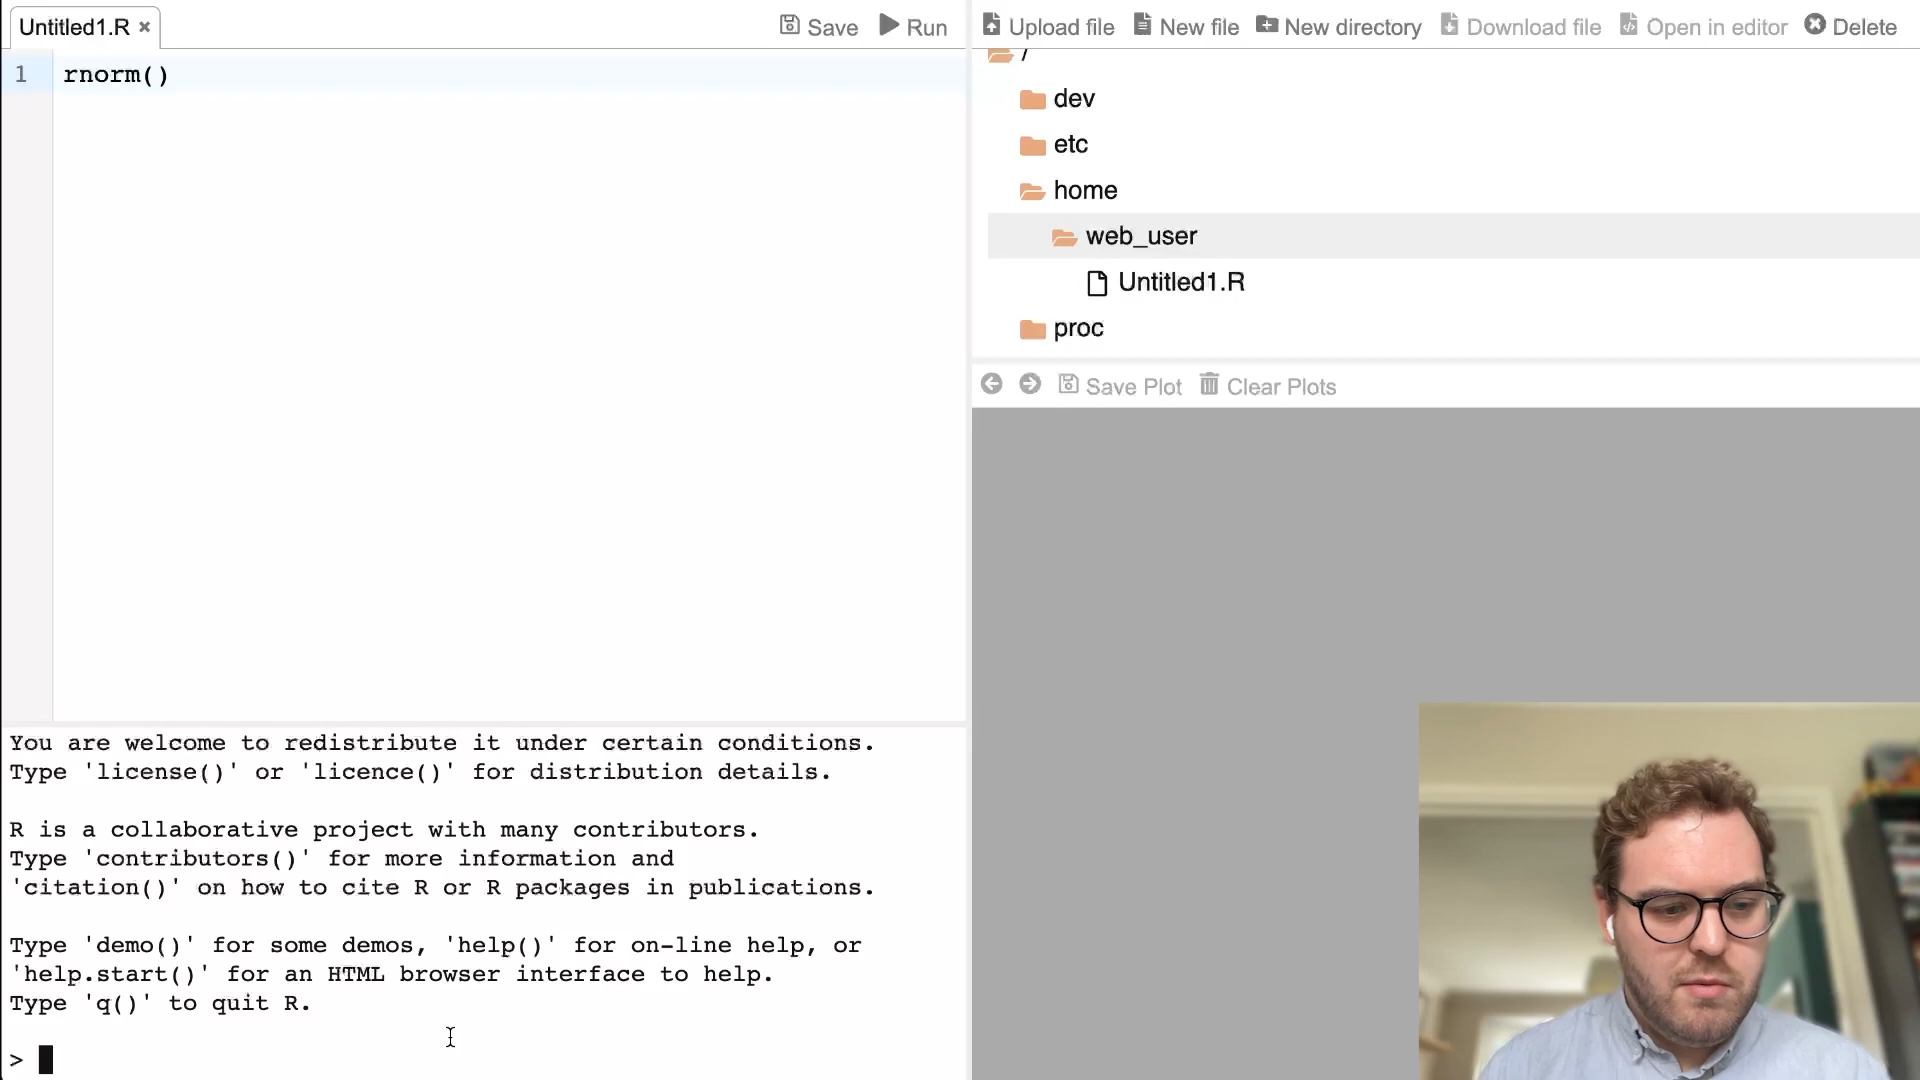 Untitled1.R
Save
Run
1
rnorm()
You are welcome to redistribute it under certain conditions.
Type 'license()' or 'licence()' for distribution details.
R is a collaborative project with many contributors.
Type 'contributors()' for more information and
'citation()' on how to cite R or R packages in publications.
Type 'demo()' for some demos, 'help()' for on-line help, or
'help.start()' for an HTML browser interface to help.
Type 'q()' to quit R.
>
Upload file
New file
New directory
Download file
Open in editor
Delete
/
dev
etc
home
web_user
Untitled1.R
proc
Save Plot
Clear Plots